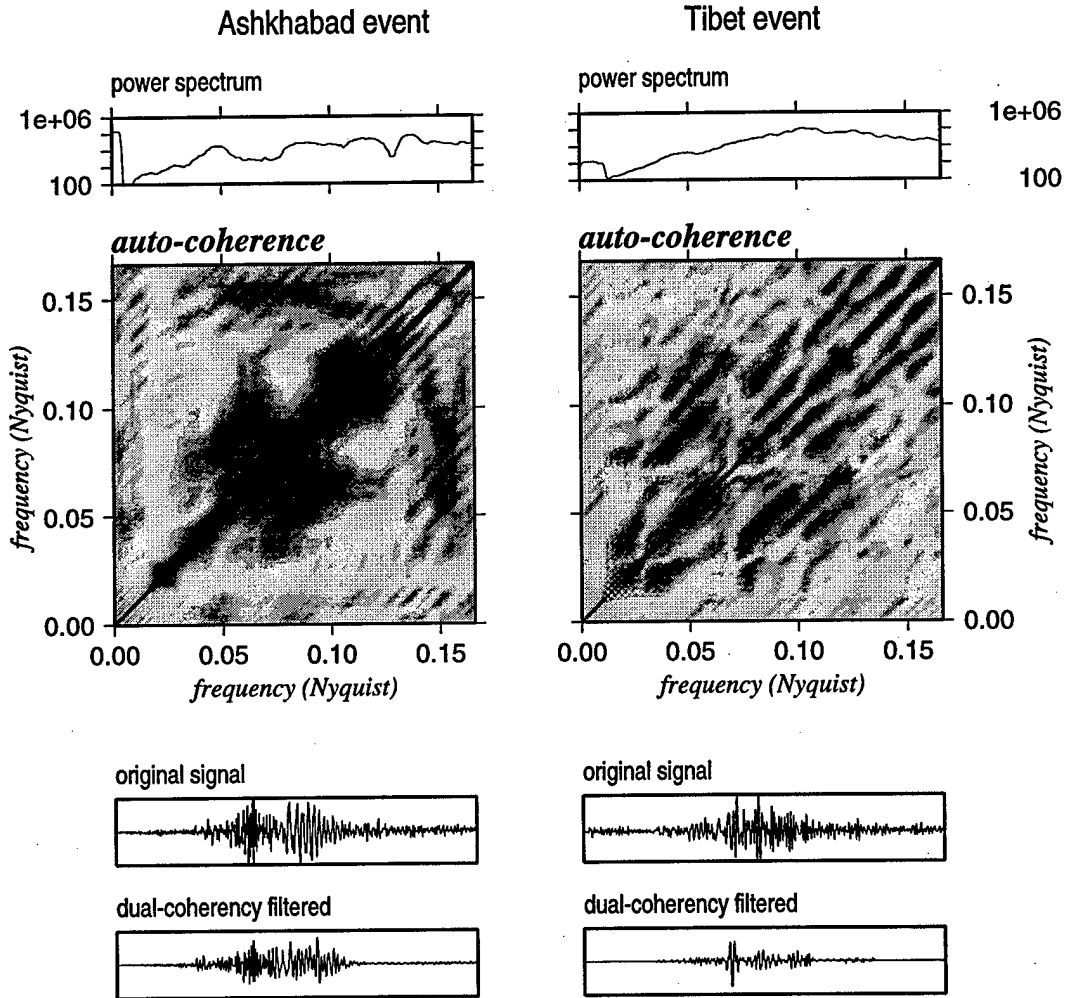 Ashkhabad event
Tibet event
power spectrum
power spectrum
1e+06
100
1e+06
100
auto-coherence
auto-coherence
0.15
0.10
0.05
0.00
frequency (Nyquist)
0.15
0.10
0.05
0.00
frequency (Nyquist)
0.00 0.05 0.10 0.15
frequency (Nyquist)
0.00 0.05 0.10 0.15
frequency (Nyquist)
original signal
original signal
dual-coherency filtered
dual-coherency filtered